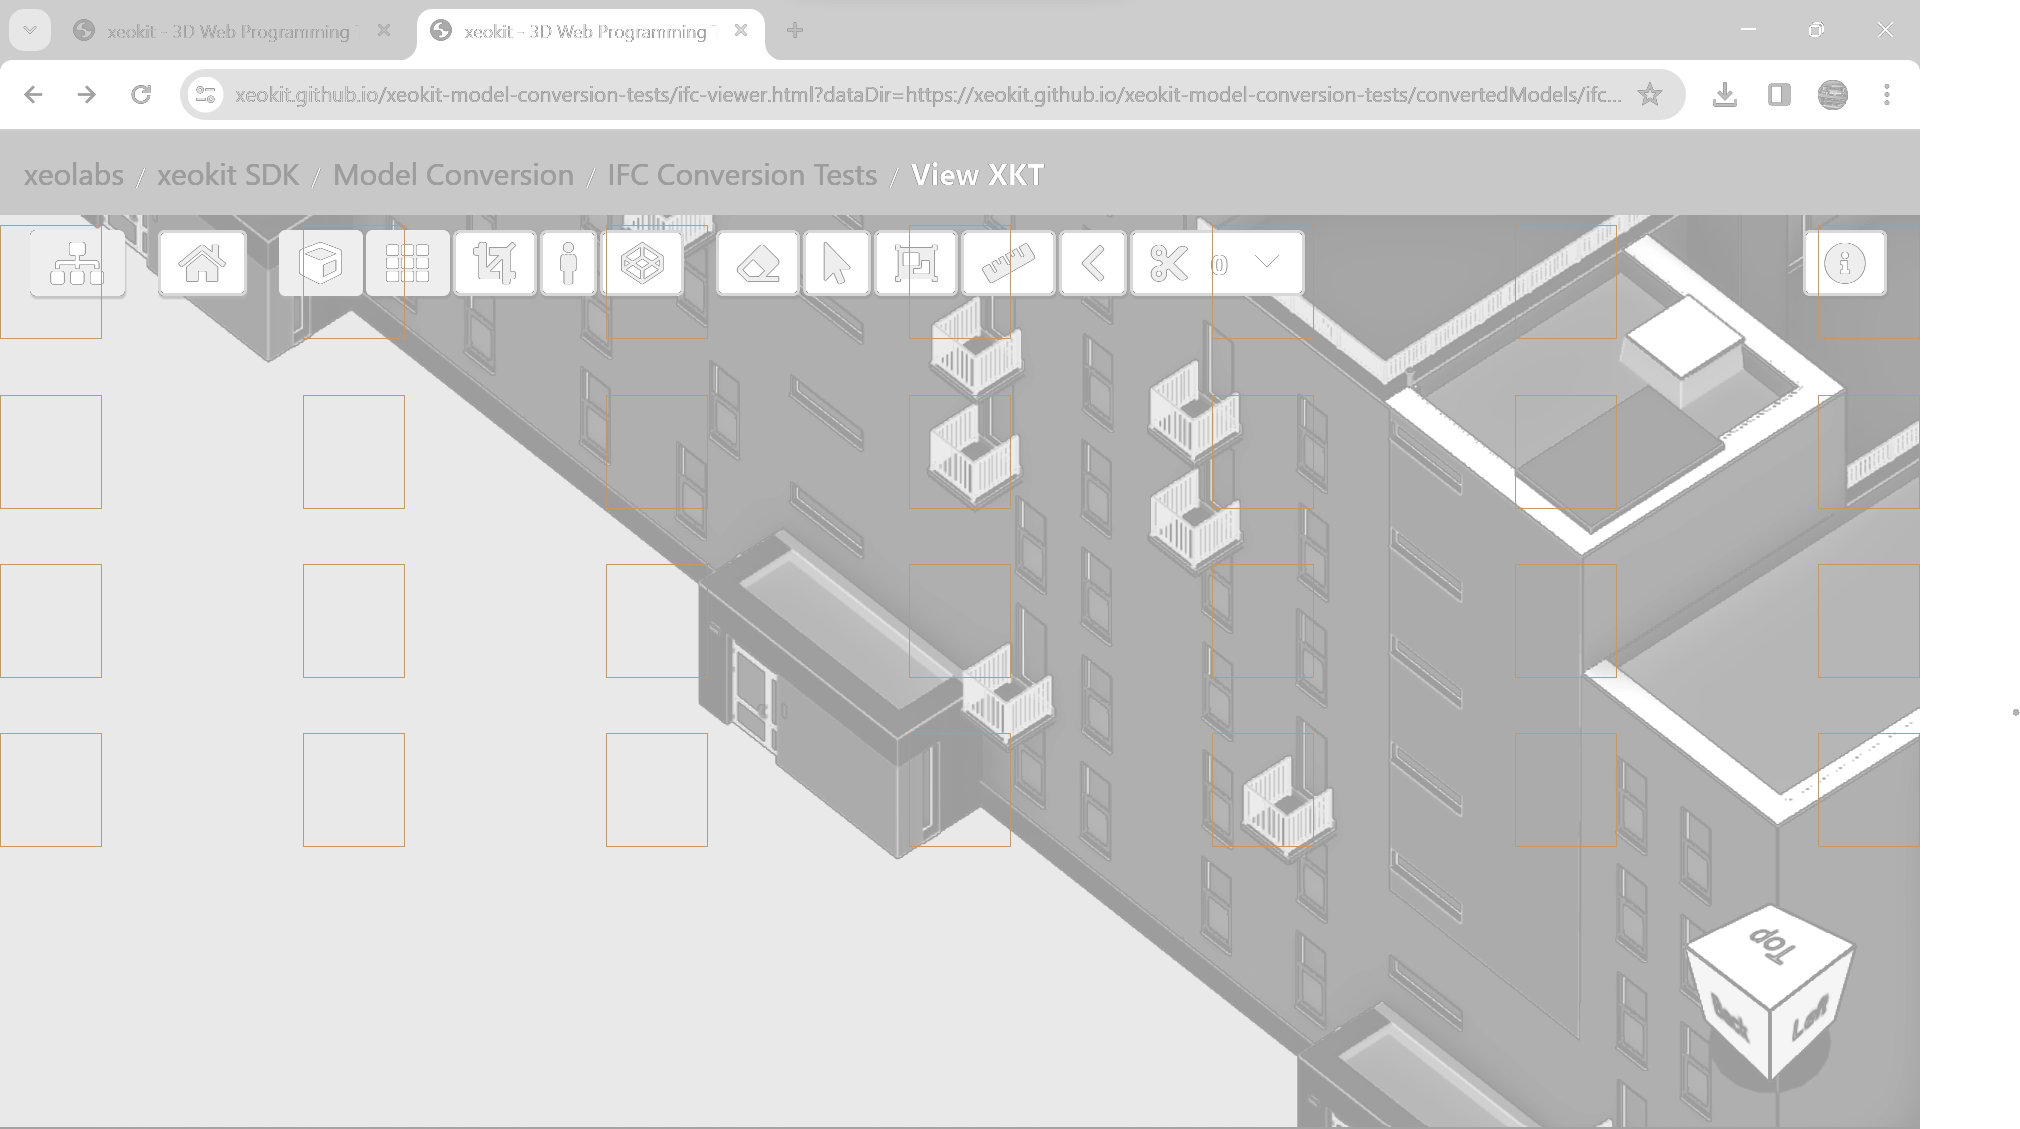 xeokit - 3D Web Programming
xeokit - 3D Web Programming
xeokit.github.io/xeokit-model-conversion-tests/ifc-viewer.html?dataDir=https://xeokit.github.io/xeokit-model-conversion-tests/convertedModels/ifc...
xeolabs / xeokit SDK / Model Conversion / IFC Conversion Tests / View XKT
0
Top
Back
Left